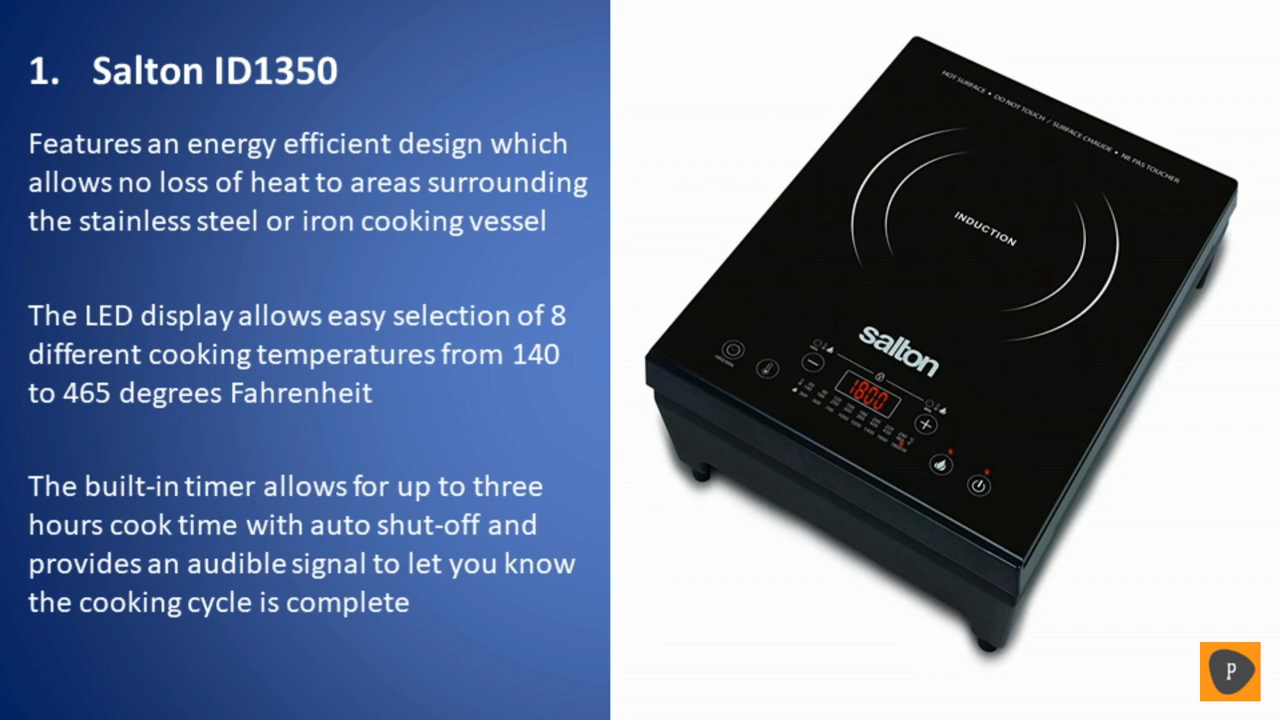 1. Salton ID1350
Features an energy efficient design which
allows no loss of heat to areas surrounding
the stainless steel or iron cooking vessel
The LED display allows easy selection of 8
different cooking temperatures from 140
to 465 degrees Fahrenheit
The built-in timer allows for up to three
hours cook time with auto shut-off and
provides an audible signal to let you know
the cooking cycle is complete
HOT SURFACE • DO NOT TOUCH / SURFACE CHAUDE • NE PAS TOUCHER
INDUCTION
salton
1800
P